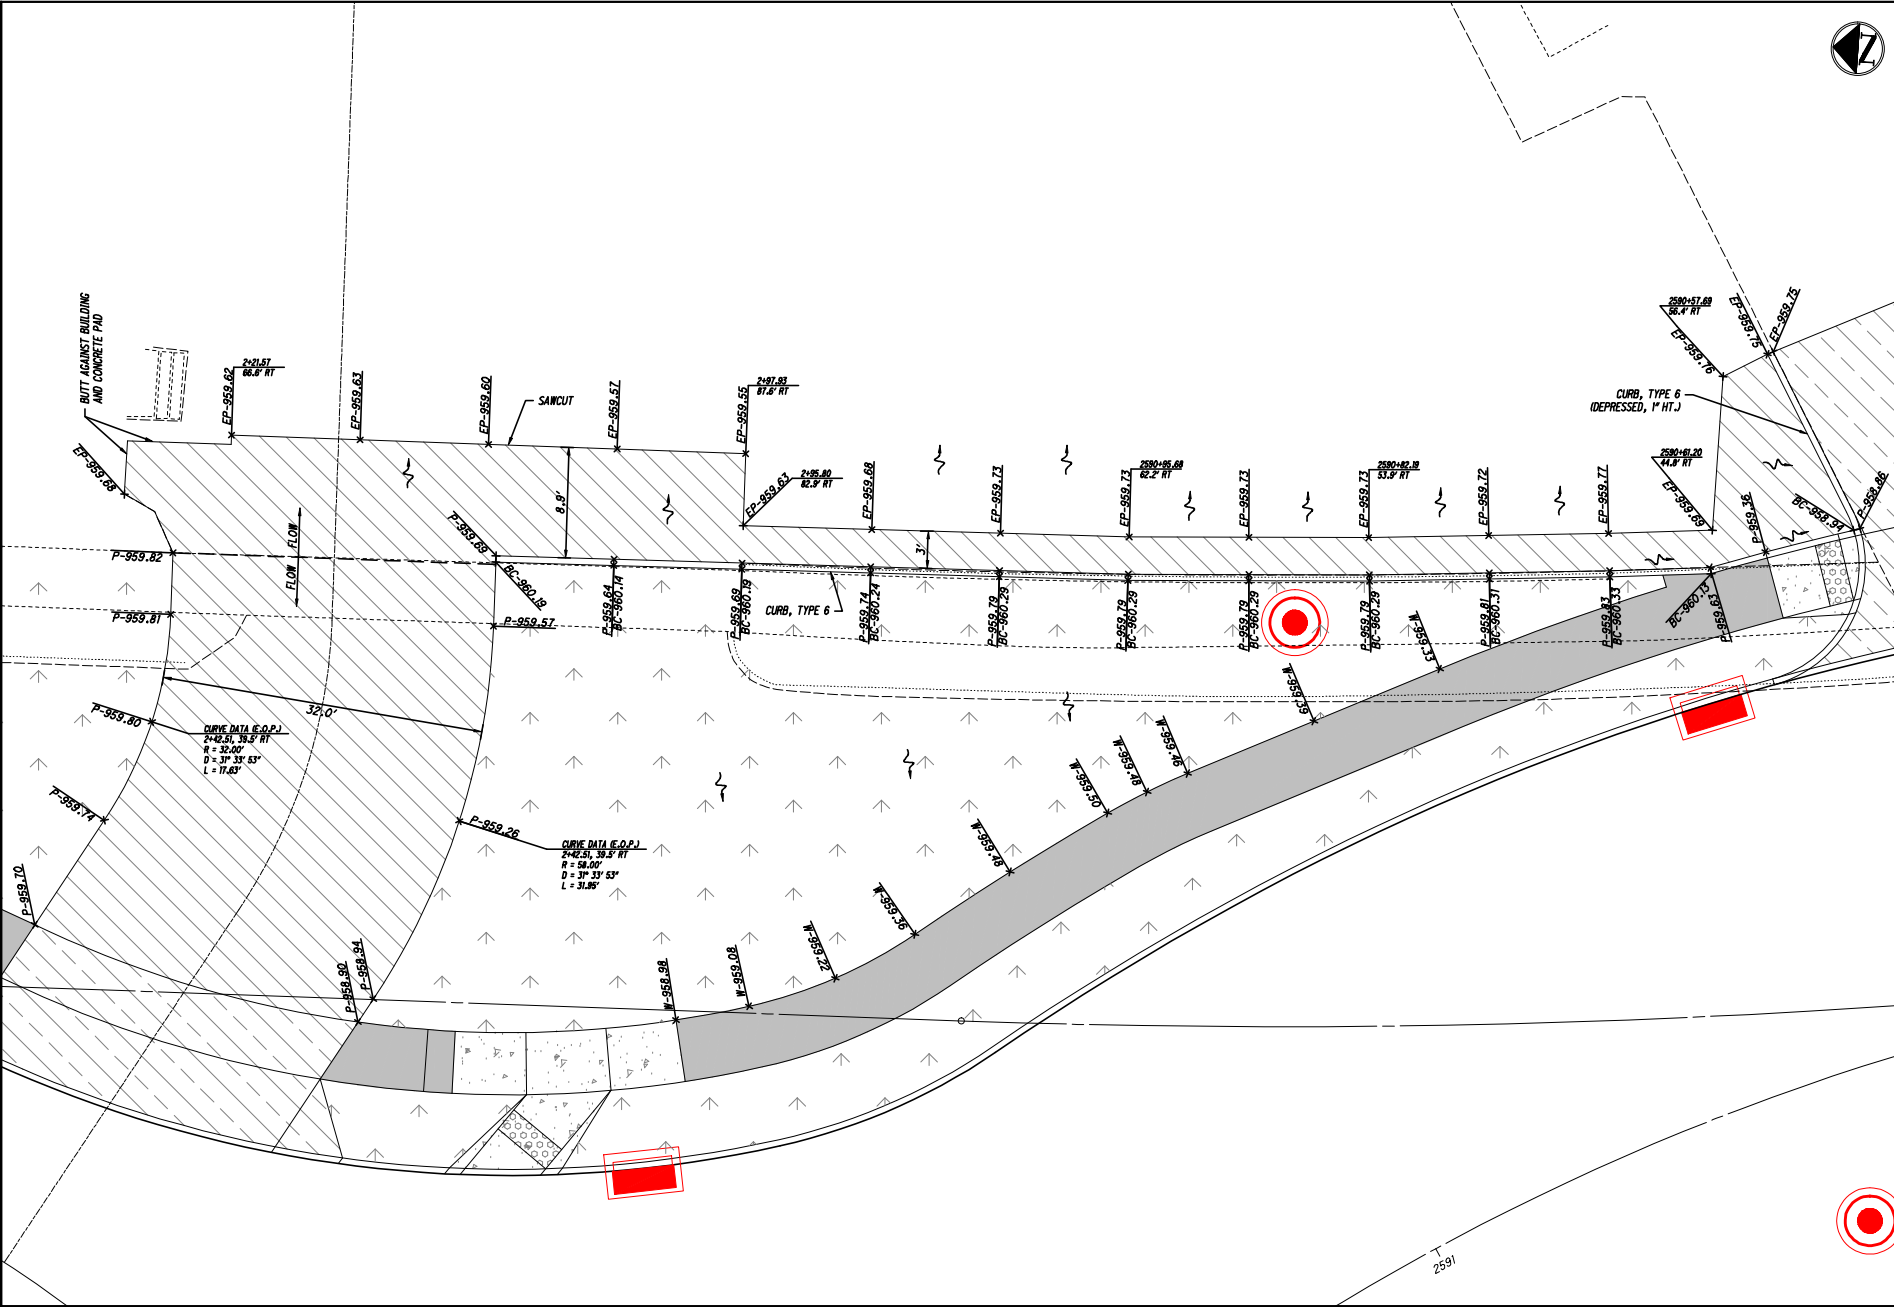 N
BUTT AGAINST BUILDING
AND CONCRETE PAD
EP-959.62
2+21.57
66.6' RT
EP-959.63
EP-959.60
SAWCUT
EP-959.57
EP-959.55
2+97.93
87.6' RT
EP-959.68
8.9'
EP-959.63
2+95.80
82.9' RT
EP-959.68
3'
EP-959.73
EP-959.73
2590+95.68
62.2' RT
EP-959.73
EP-959.73
2590+82.19
53.9' RT
EP-959.72
EP-959.77
2590+57.69
56.4' RT
EP-959.76
EP-959.75
EP-959.75
CURB, TYPE 6
(DEPRESSED, 1" HT.)
2590+61.20
44.8' RT
EP-959.69
P-959.36
BC-958.94
P-958.86
P-959.82
FLOW
FLOW
P-959.81
P-959.69
BC-960.19
P-959.57
P-959.64
BC-960.14
P-959.69
BC-960.19
CURB, TYPE 6
P-959.74
BC-960.24
P-959.79
BC-960.29
P-959.79
BC-960.29
P-959.79
BC-960.29
P-959.79
BC-960.29
P-959.81
BC-960.31
P-959.83
BC-960.33
BC-960.13
P-959.63
32.0'
P-959.80
CURVE DATA (E.O.P.)
2+42.51, 39.5' RT
R = 32.00'
D = 31° 33' 53"
L = 17.63'
P-959.74
P-959.26
CURVE DATA (E.O.P.)
2+42.51, 39.5' RT
R = 58.00'
D = 31° 33' 53"
L = 31.95'
P-959.70
P-958.90
P-958.94
W-958.98
W-959.08
W-959.22
W-959.36
W-959.48
W-959.50
W-959.48
W-959.46
W-959.39
W-959.33
2591